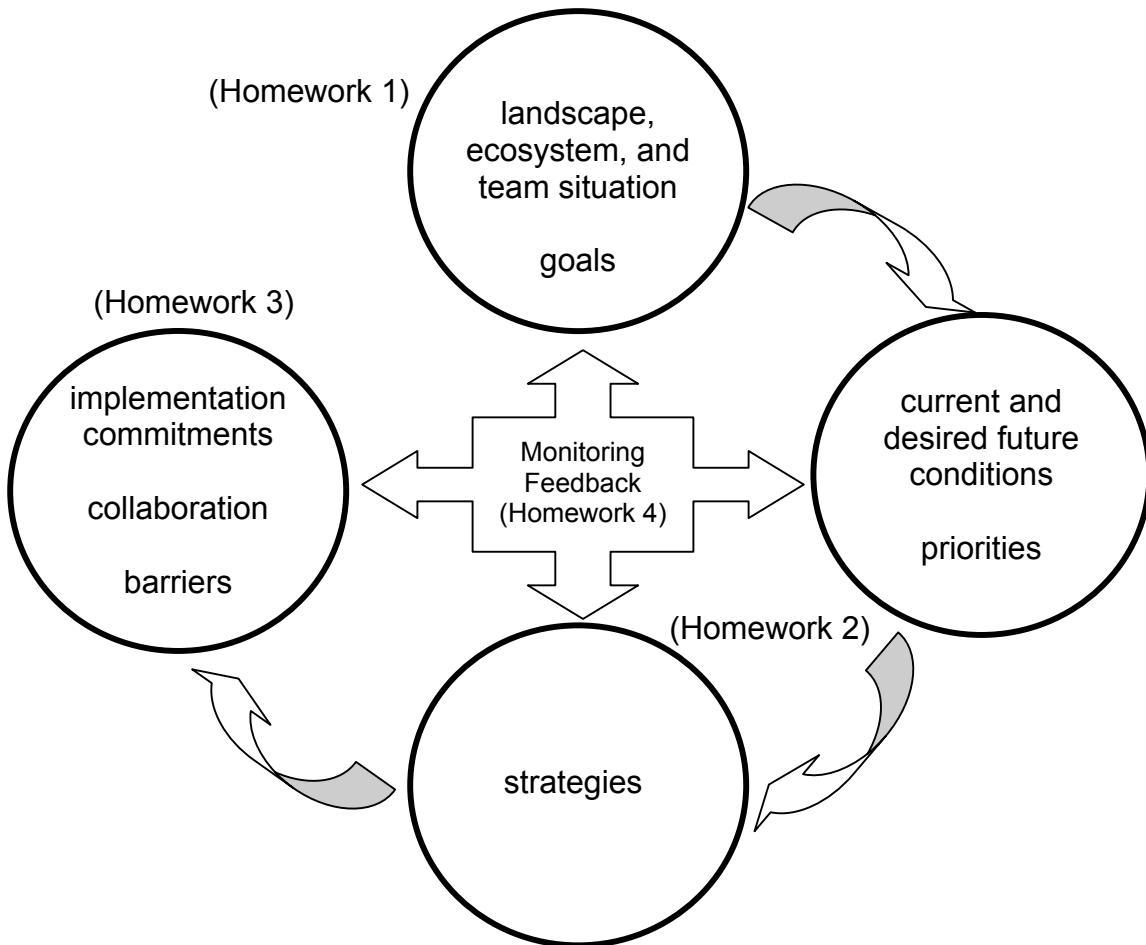 (Homework 1)
landscape,
ecosystem, and
team situation
goals
(Homework 3)
implementation
commitments
collaboration
barriers
Monitoring
Feedback
(Homework 4)
current and
desired future
conditions
priorities
(Homework 2)
strategies